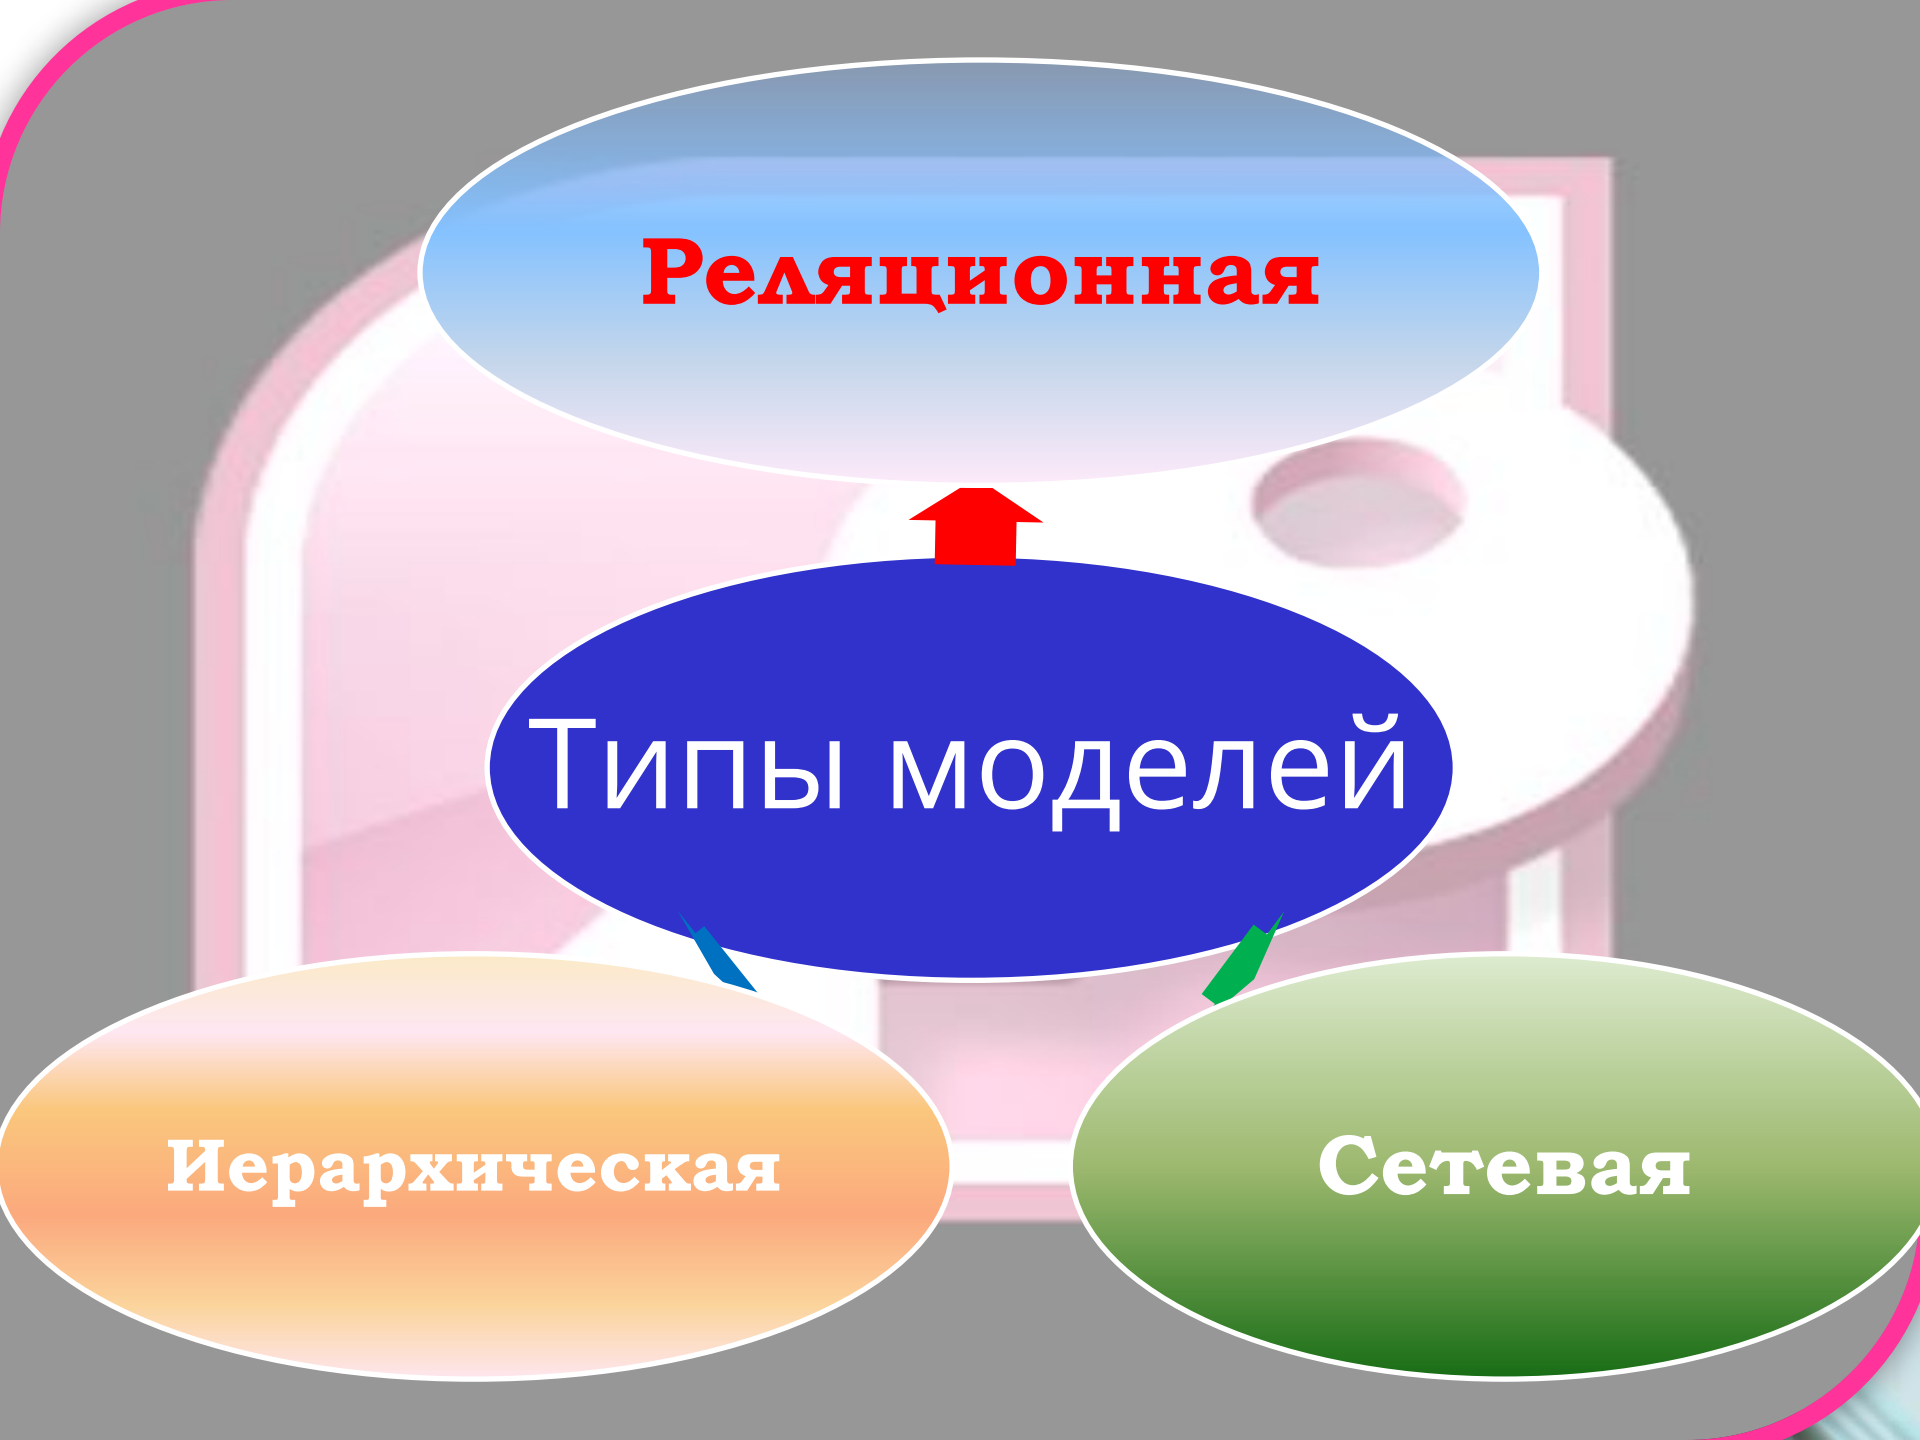 Реляционная
Типы моделей
Иерархическая
Сетевая